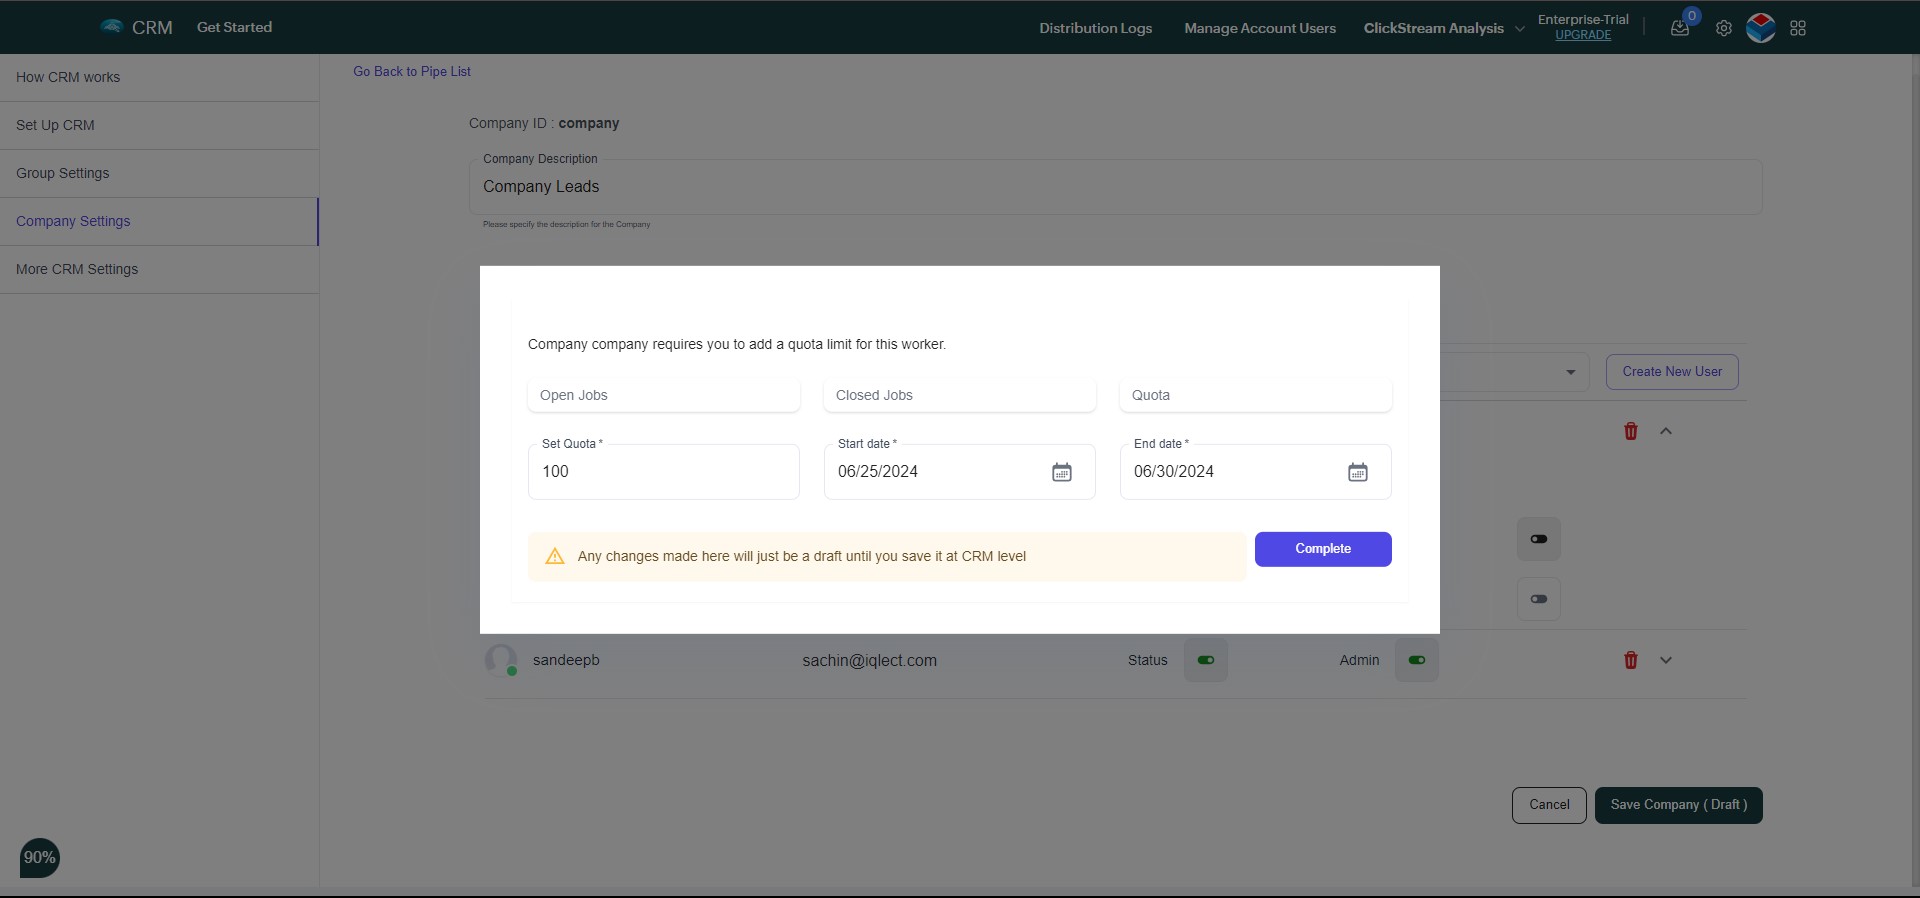 CRM
Get Started
Distribution Logs
Manage Account Users
ClickStream Analysis
Enterprise-Trial
UPGRADE
0
How CRM works
Set Up CRM
Group Settings
Company Settings
More CRM Settings
Go Back to Pipe List
Company ID : company
Company Description
Company Leads
Please specify the description for the Company
Create New User
Company company requires you to add a quota limit for this worker.
Open Jobs
Closed Jobs
Quota
Set Quota *
100
Start date *
06/25/2024
End date *
06/30/2024
Any changes made here will just be a draft until you save it at CRM level
Complete
sandeepb
sachin@iqlect.com
Status
Admin
Cancel
Save Company ( Draft )
90%